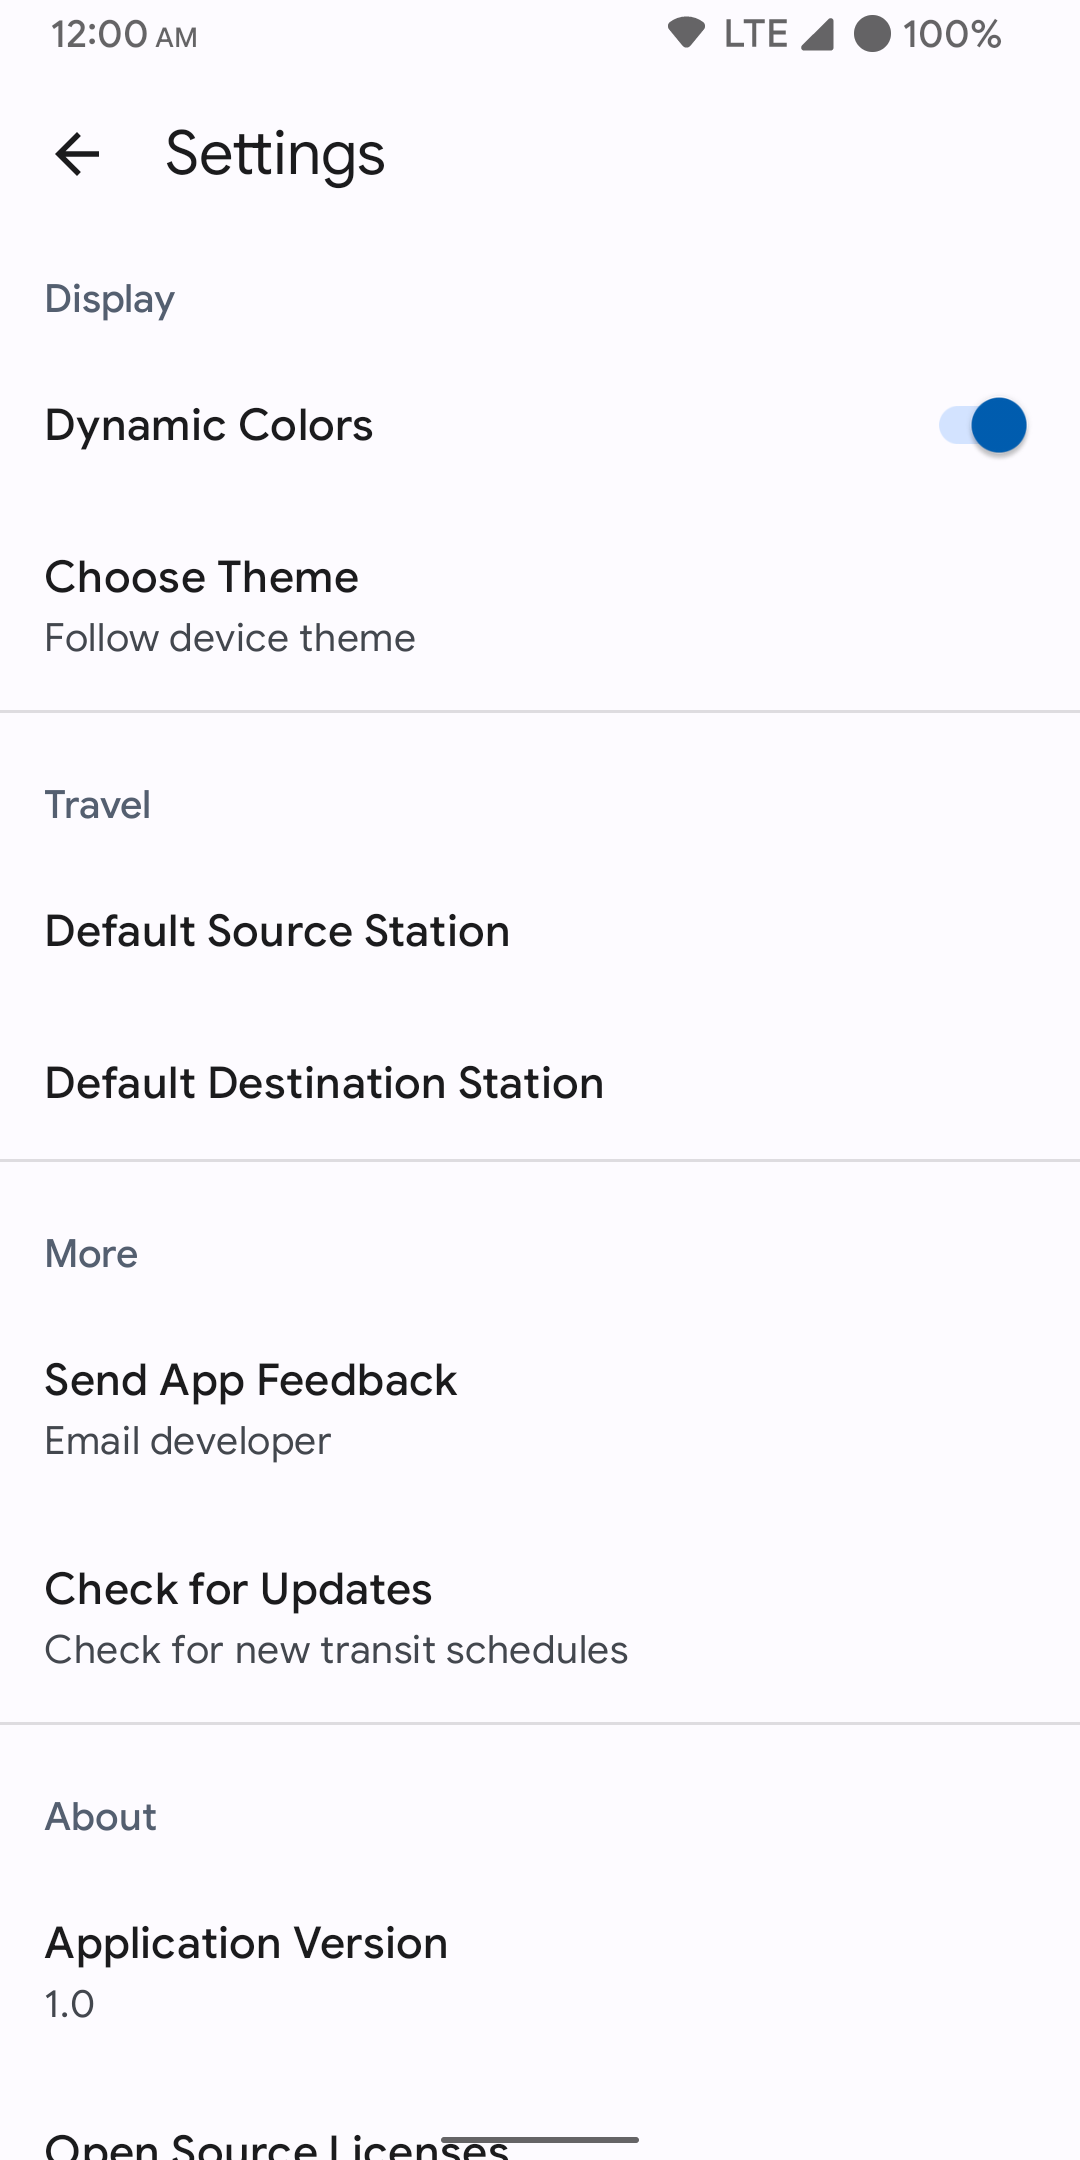 12:00 AM LTE 100%
Settings
Display
Dynamic Colors
Choose Theme
Follow device theme
Travel
Default Source Station
Default Destination Station
More
Send App Feedback
Email developer
Check for Updates
Check for new transit schedules
About
Application Version
1.0
Open Source Licenses